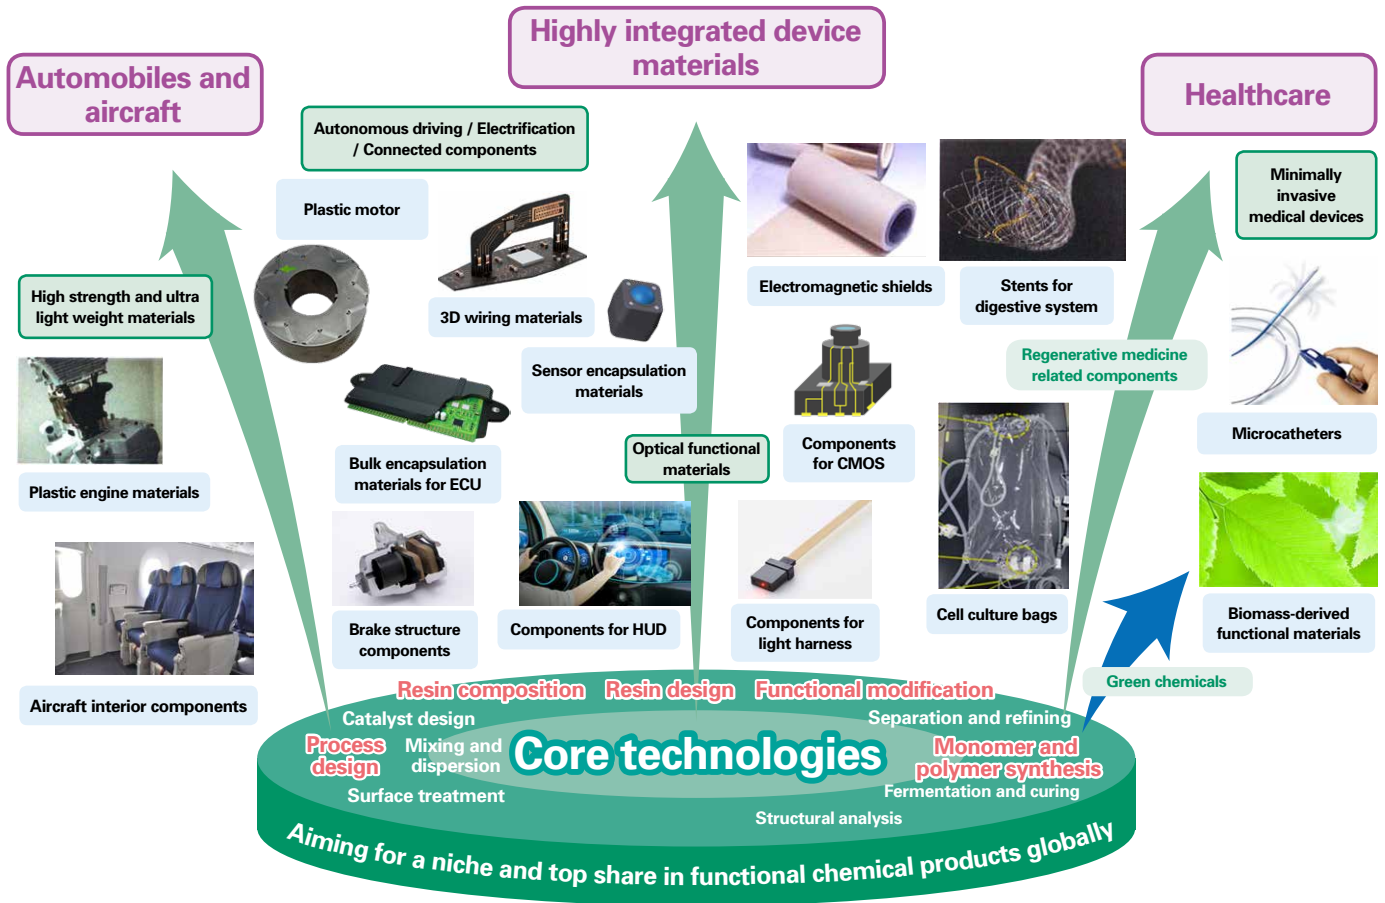 Highly integrated device
materials
Automobiles and
aircraft
Healthcare
Autonomous driving / Electrification
/ Connected components
Minimally
invasive
medical devices
Plastic motor
High strength and ultra
light weight materials
3D wiring materials
Electromagnetic shields
Stents for
digestive system
Sensor encapsulation
materials
Regenerative medicine
related components
Plastic engine materials
Bulk encapsulation
materials for ECU
Optical functional
materials
Components
for CMOS
Microcatheters
Aircraft interior components
Brake structure
components
Components for HUD
Components for
light harness
Cell culture bags
Biomass-derived
functional materials
Green chemicals
Resin composition
Resin design
Functional modification
Catalyst design
Separation and refining
Process
design
Mixing and
dispersion
Core technologies
Monomer and
polymer synthesis
Surface treatment
Fermentation and curing
Structural analysis
Aiming for a niche and top share in functional chemical products globally